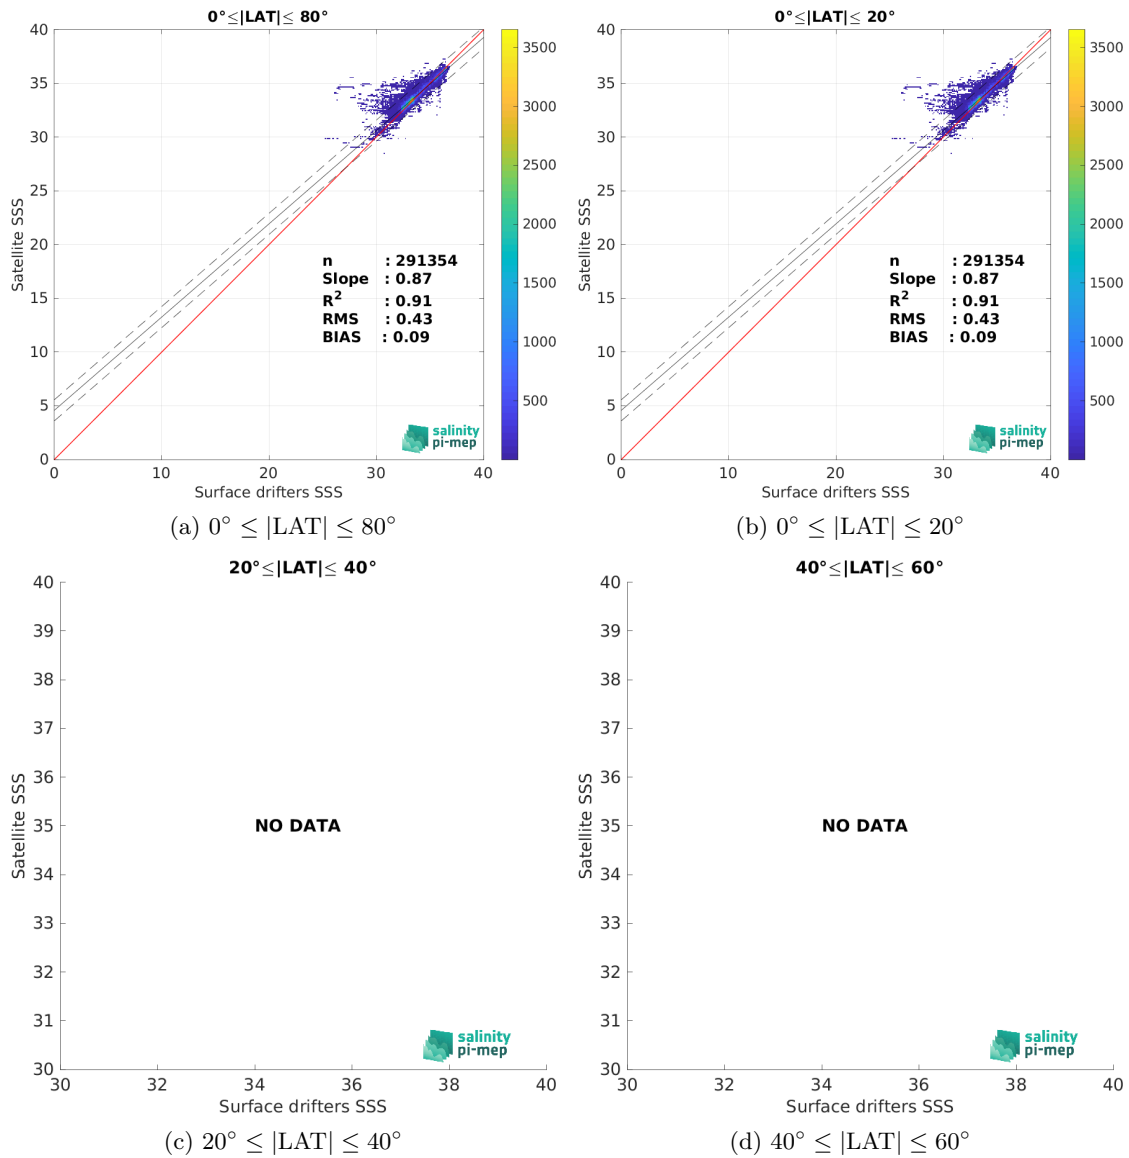 0°≤|LAT|≤ 80°
40
35
30
25
20
15
10
5
0
Satellite SSS
0
10
20
30
40
Surface drifters SSS
n : 291354
Slope : 0.87
R² : 0.91
RMS : 0.43
BIAS : 0.09
salinity
pi-mep
3500
3000
2500
2000
1500
1000
500
(a) 0° ≤ |LAT| ≤ 80°
0°≤|LAT|≤ 20°
40
35
30
25
20
15
10
5
0
Satellite SSS
0
10
20
30
40
Surface drifters SSS
n : 291354
Slope : 0.87
R² : 0.91
RMS : 0.43
BIAS : 0.09
salinity
pi-mep
3500
3000
2500
2000
1500
1000
500
(b) 0° ≤ |LAT| ≤ 20°
20°≤|LAT|≤ 40°
40
39
38
37
36
35
34
33
32
31
30
Satellite SSS
NO DATA
salinity
pi-mep
30
32
34
36
38
40
Surface drifters SSS
(c) 20° ≤ |LAT| ≤ 40°
40°≤|LAT|≤ 60°
40
39
38
37
36
35
34
33
32
31
30
Satellite SSS
NO DATA
salinity
pi-mep
30
32
34
36
38
40
Surface drifters SSS
(d) 40° ≤ |LAT| ≤ 60°